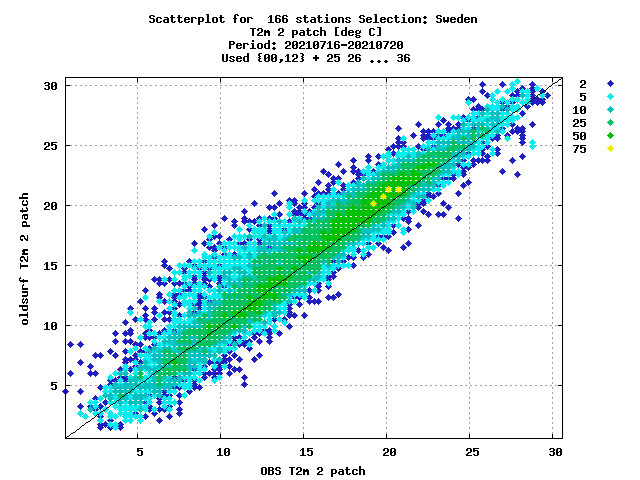 Scatterplot for  166 stations Selection: Sweden
T2m 2 patch [deg C]
Period: 20210716-20210720
Used {00,12} + 25 26 ... 36
30
25
20
15
10
5
oldsurf T2m 2 patch
5 10 15 20 25 30
OBS T2m 2 patch
2
5
10
25
50
75